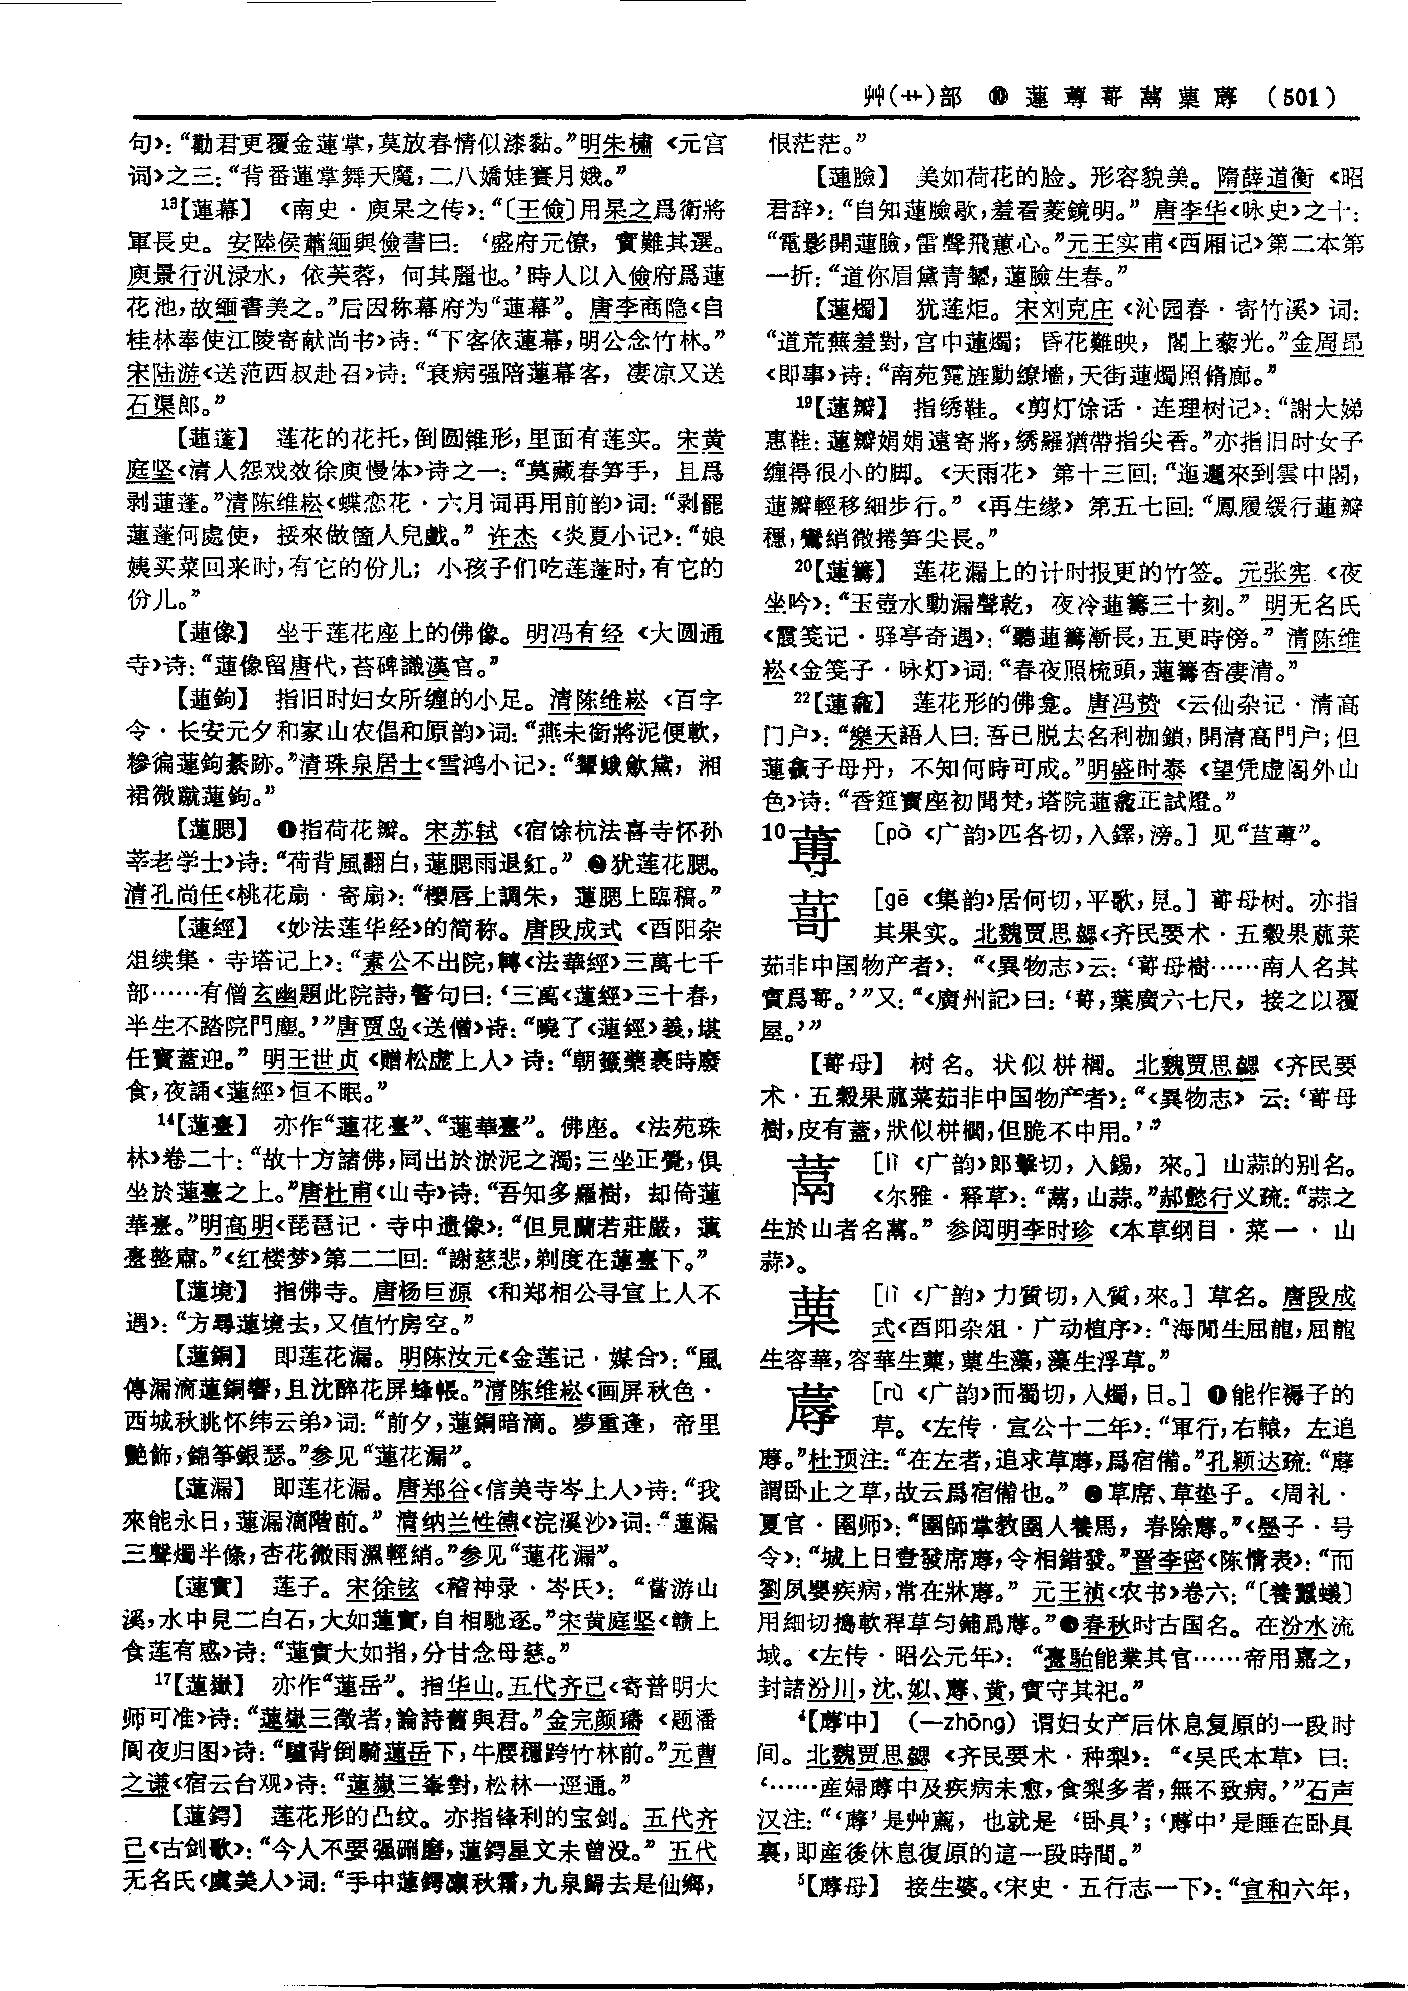 艸(艹)部 ❿ 蓮蓴菏蒚蒞蓐 (501)
句》：“勸君更覆金蓮掌，莫放春情似漆黏。”明朱橚《元宫
词》之三：“背番蓮掌舞天魔，二八嬌娃賽月娥。”
¹³【蓮幕】 《南史·庾杲之传》：“〔王儉〕用杲之爲衛將
軍長史。安陸侯蕭緬與儉書曰：‘盛府元僚，實難其選。
庾景行汎渌水，依芙蓉，何其麗也。’時人以入儉府爲蓮
花池，故緬書美之。”后因称幕府为“蓮幕”。唐李商隐《自
桂林奉使江陵寄献尚书》诗：“下客依蓮幕，明公念竹林。”
宋陆游《送范西叔赴召》诗：“衰病强陪蓮幕客，凄凉又送
石渠郎。”
【蓮蓬】 莲花的花托，倒圆锥形，里面有莲实。宋黄
庭坚《清人怨戏效徐庾慢体》诗之一：“莫藏春笋手，且爲
剥蓮蓬。”清陈维崧《蝶恋花·六月词再用前韵》词：“剥罷
蓮蓬何處使，接來做箇人兒戲。”许杰《炎夏小记》：“娘
姨买菜回来时，有它的份儿；小孩子们吃莲蓬时，有它的
份儿。”
【蓮像】 坐于莲花座上的佛像。明冯有经《大圆通
寺》诗：“蓮像留唐代，苔碑識漢官。”
【蓮鉤】 指旧时妇女所缠的小足。清陈维崧《百字
令·长安元夕和家山农倡和原韵》词：“燕未銜將泥便軟，
糝徧蓮鉤綦跡。”清珠泉居士《雪鸿小记》：“顰蛾斂黛，湘
裙微蹴蓮鉤。”
【蓮腮】 ❶指荷花瓣。宋苏轼《宿馀杭法喜寺怀孙
莘老学士》诗：“荷背風翻白，蓮腮雨退紅。” ❷犹莲花腮。
清孔尚任《桃花扇·寄扇》：“櫻唇上調朱，蓮腮上臨稿。”
【蓮經】 《妙法莲华经》的简称。唐段成式《酉阳杂
俎续集·寺塔记上》：“素公不出院，轉《法華經》三萬七千
部……有僧玄幽題此院詩，警句曰：‘三萬《蓮經》三十春，
半生不踏院門塵。’”唐贾岛《送僧》诗：“曉了《蓮經》義，堪
任寶蓋迎。”明王世贞《赠松虚上人》诗：“朝籤藥裹時廢
食，夜誦《蓮經》恒不眠。”
¹⁴【蓮臺】 亦作“蓮花臺”、“蓮華臺”。佛座。《法苑珠
林》卷二十：“故十方諸佛，同出於淤泥之濁；三坐正覺，俱
坐於蓮臺之上。”唐杜甫《山寺》诗：“吾知多羅樹，却倚蓮
華臺。”明高明《琵琶记·寺中遗像》：“但見蘭若莊嚴，蓮
臺整肅。”《红楼梦》第二二回：“謝慈悲，剃度在蓮臺下。”
【蓮境】 指佛寺。唐杨巨源《和郑相公寻宣上人不
遇》：“方尋蓮境去，又值竹房空。”
【蓮銅】 即莲花漏。明陈汝元《金莲记·媒合》：“風
傳漏滴蓮銅響，且沈醉花屏蜂帳。”清陈维崧《画屏秋色·
西城秋眺怀纬云弟》词：“前夕，蓮銅暗滴。夢重逢，帝里
艷飾，錦箏銀瑟。”参见“蓮花漏”。
【蓮漏】 即莲花漏。唐郑谷《信美寺岑上人》诗：“我
來能永日，蓮漏滴階前。”清纳兰性德《浣溪沙》词：“蓮漏
三聲燭半條，杏花微雨濕輕綃。”参见“蓮花漏”。
【蓮實】 莲子。宋徐铉《稽神录·岑氏》：“嘗游山
溪，水中見二白石，大如蓮實，自相馳逐。”宋黄庭坚《赣上
食莲有感》诗：“蓮實大如指，分甘念母慈。”
¹⁷【蓮嶽】 亦作“蓮岳”。指华山。五代齐己《寄普明大
师可准》诗：“蓮嶽三徵者，論詩舊與君。”金完颜璹《题潘
阆夜归图》诗：“驢背倒騎蓮岳下，牛腰穩跨竹林前。”元曹
之谦《宿云台观》诗：“蓮嶽三峯對，松林一逕通。”
【蓮鍔】 莲花形的凸纹。亦指锋利的宝剑。五代齐
己《古剑歌》：“今人不要强硎磨，蓮鍔星文未曾没。”五代
无名氏《虞美人》词：“手中蓮鍔凛秋霜，九泉歸去是仙鄉，
恨茫茫。”
【蓮臉】 美如荷花的脸。形容貌美。隋薛道衡《昭
君辞》：“自知蓮臉歇，羞看菱鏡明。”唐李华《咏史》之十：
“電影開蓮臉，雷聲飛蕙心。”元王实甫《西厢记》第二本第
一折：“道你眉黛青顰，蓮臉生春。”
【蓮燭】 犹莲炬。宋刘克庄《沁园春·寄竹溪》词：
“道荒蕪羞對，宫中蓮燭；昏花難映，閣上藜光。”金周昂
《即事》诗：“南苑霓旌動繚墻，天街蓮燭照脩廊。”
¹⁹【蓮瓣】 指绣鞋。《剪灯馀话·连理树记》：“謝大娣
惠鞋：蓮瓣娟娟遠寄將，绣羅猶帶指尖香。”亦指旧时女子
缠得很小的脚。《天雨花》第十三回：“迤邐來到雲中閣，
蓮瓣輕移細步行。”《再生缘》第五七回：“鳳履缓行蓮瓣
穩，鸞綃微捲笋尖長。”
²⁰【蓮籌】 莲花漏上的计时报更的竹签。元张宪《夜
坐吟》：“玉壺水動漏聲乾，夜冷蓮籌三十刻。”明无名氏
《霞笺记·驿亭奇遇》：“聽蓮籌漸長，五更時傍。”清陈维
崧《金笺子·咏灯》词：“春夜照梳頭，蓮籌杳凄清。”
²²【蓮龕】 莲花形的佛龛。唐冯贽《云仙杂记·清高
门户》：“樂天語人曰：吾已脱去名利枷鎖，開清高門户；但
蓮龕子母丹，不知何時可成。”明盛时泰《望凭虚阁外山
色》诗：“香筵寶座初聞梵，塔院蓮龕正試燈。”
10蓴 [pò《广韵》匹各切，入鐸，滂。] 见“苴蓴”。
菏 [gē《集韵》居何切，平歌，見。] 菏母树。亦指
其果实。北魏贾思勰《齐民要术·五穀果蓏菜
茹非中国物产者》：“《異物志》云：‘菏母樹……南人名其
實爲菏。’”又：“《廣州記》曰：‘菏，葉廣六七尺，接之以覆
屋。’”
【菏母】 树名。状似栟榈。北魏贾思勰《齐民要
术·五穀果蓏菜茹非中国物产者》：“《異物志》云：‘菏母
樹，皮有蓋，狀似栟櫚，但脆不中用。’”
蒚 [lì《广韵》郎擊切，入錫，來。] 山蒜的别名。
《尔雅·释草》：“蒚，山蒜。”郝懿行义疏：“蒜之
生於山者名蒚。”参阅明李时珍《本草纲目·菜一·山
蒜》。
[lì《广韵》力質切，入質，來。] 草名。唐段成
式《酉阳杂俎·广动植序》：“海閒生屈龍，屈龍
生容華，容華生蒞，蒞生藻，藻生浮草。”
蓐 [rù《广韵》而蜀切，入燭，日。] ❶能作褥子的
草。《左传·宣公十二年》：“軍行，右轅，左追
蓐。”杜预注：“在左者，追求草蓐，爲宿備。”孔颖达疏：“蓐
謂卧止之草，故云爲宿備也。” ❷草席、草垫子。《周礼·
夏官·圉师》：“圉師掌教圉人養馬，春除蓐。”《墨子·号
令》：“城上日壹發席蓐，令相錯發。”晋李密《陈情表》：“而
劉夙嬰疾病，常在牀蓐。”元王祯《农书》卷六：“〔養蠶蟻〕
用細切搗軟稈草匀鋪爲蓐。”❸春秋时古国名。在汾水流
域。《左传·昭公元年》：“臺駘能業其官……帝用嘉之，
封諸汾川，沈、姒、蓐、黄，實守其祀。”
⁴【蓐中】 (—zhōng) 谓妇女产后休息复原的一段时
间。北魏贾思勰《齐民要术·种梨》：“《吴氏本草》曰：
‘……産婦蓐中及疾病未愈，食梨多者，無不致病。’”石声
汉注：“‘蓐’是艸薦，也就是‘卧具’；‘蓐中’是睡在卧具
裏，即産後休息復原的這一段時間。”
⁵【蓐母】 接生婆。《宋史·五行志一下》：“宣和六年，